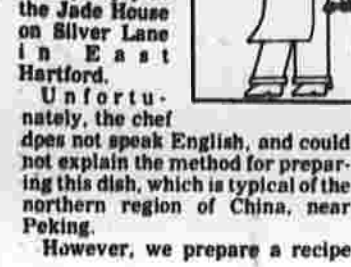 the Jade House
on Silver Lane
in East
Hartford.
Unfortu-
nately, the chef
does not speak English, and could
not explain the method for prepar-
ing this dish, which is typical of the
northern region of China, near
Peking.
However, we prepare a recipe